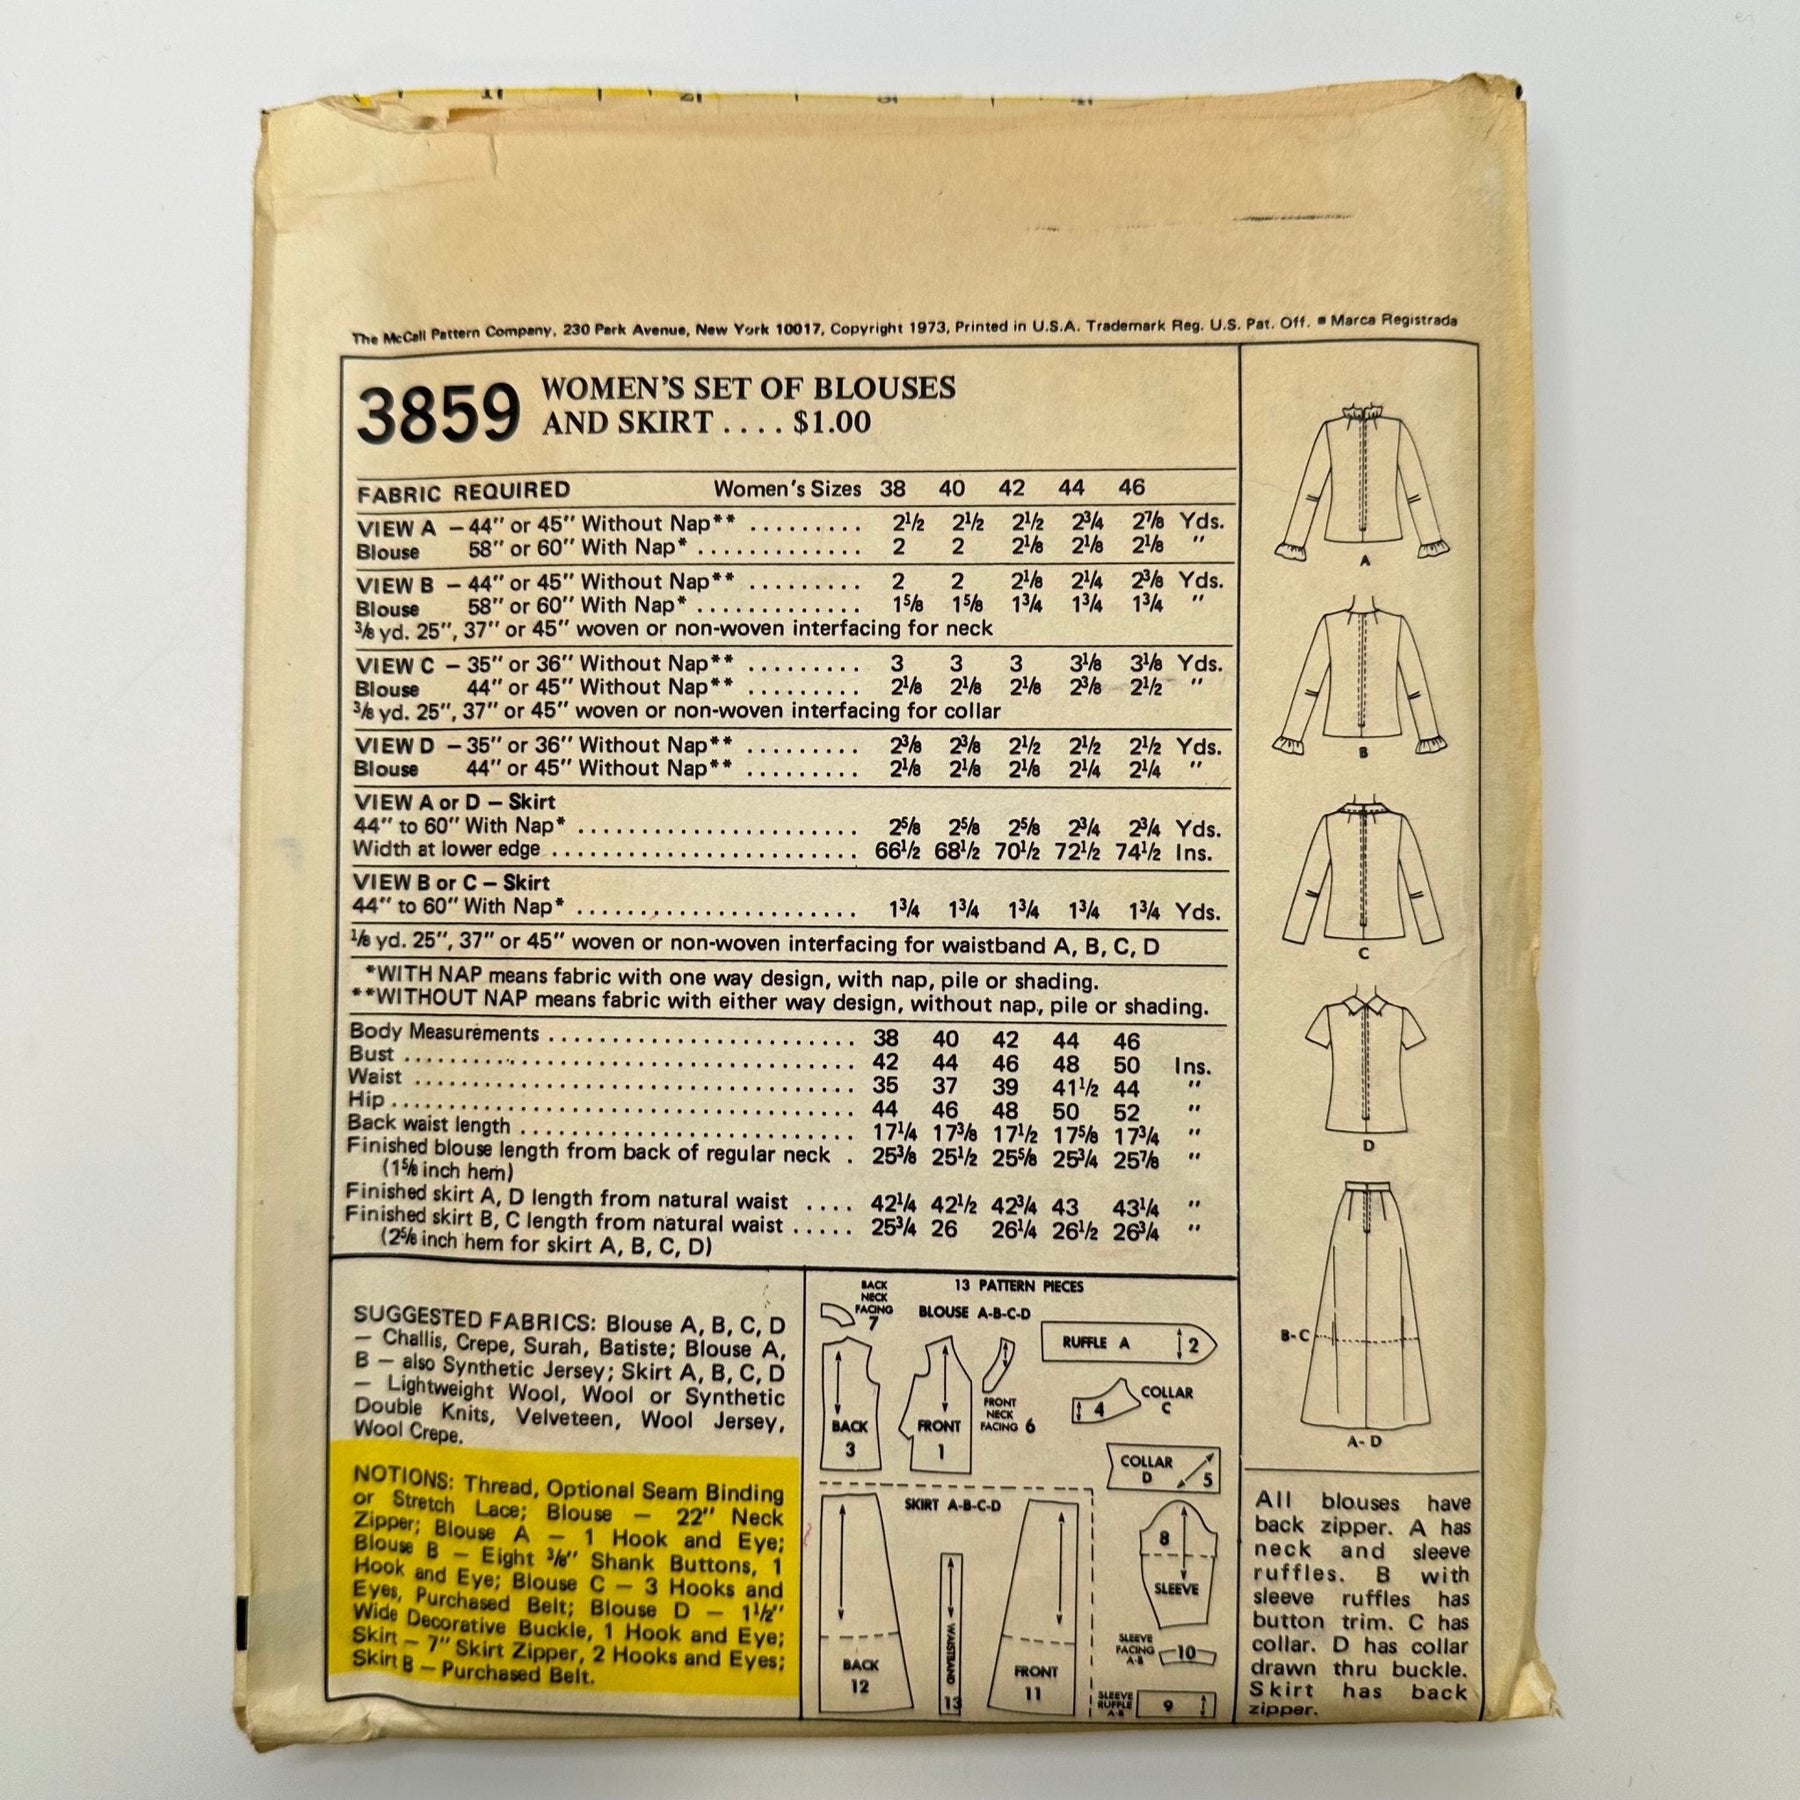 1 2 3 4
The McCall Pattern Company, 230 Park Avenue, New York 10017, Copyright 1973, Printed in U.S.A. Trademark Reg. U.S. Pat. Off. ■ Marca Registrada
3859 WOMEN'S SET OF BLOUSES
AND SKIRT .... $1.00
FABRIC REQUIRED Women's Sizes 38 40 42 44 46
VIEW A — 44" or 45" Without Nap** ......... 2½ 2½ 2½ 2¾ 2⅞ Yds.
Blouse 58" or 60" With Nap* ............. 2 2 2⅛ 2⅛ 2⅛ "
VIEW B — 44" or 45" Without Nap** ......... 2 2 2⅛ 2¼ 2⅜ Yds.
Blouse 58" or 60" With Nap* ............. 1⅝ 1⅝ 1¾ 1¾ 1¾ "
⅜ yd. 25", 37" or 45" woven or non-woven interfacing for neck
VIEW C — 35" or 36" Without Nap** ......... 3 3 3 3⅛ 3⅛ Yds.
Blouse 44" or 45" Without Nap** ......... 2⅛ 2⅛ 2⅛ 2⅜ 2½ "
⅜ yd. 25", 37" or 45" woven or non-woven interfacing for collar
VIEW D — 35" or 36" Without Nap** ......... 2⅜ 2⅜ 2½ 2½ 2½ Yds.
Blouse 44" or 45" Without Nap** ......... 2⅛ 2⅛ 2⅛ 2¼ 2¼ "
VIEW A or D — Skirt
44" to 60" With Nap* ...................... 2⅝ 2⅝ 2⅝ 2¾ 2¾ Yds.
Width at lower edge ........................ 66½ 68½ 70½ 72½ 74½ Ins.
VIEW B or C — Skirt
44" to 60" With Nap* ...................... 1¾ 1¾ 1¾ 1¾ 1¾ Yds.
⅛ yd. 25", 37" or 45" woven or non-woven interfacing for waistband A, B, C, D
*WITH NAP means fabric with one way design, with nap, pile or shading.
**WITHOUT NAP means fabric with either way design, without nap, pile or shading.
Body Measurements ........................ 38 40 42 44 46
Bust ................................... 42 44 46 48 50 Ins.
Waist .................................. 35 37 39 41½ 44 "
Hip .................................... 44 46 48 50 52 "
Back waist length .......................... 17¼ 17⅜ 17½ 17⅝ 17¾ "
Finished blouse length from back of regular neck . 25⅜ 25½ 25⅝ 25¾ 25⅞ "
(1⅝ inch hem)
Finished skirt A, D length from natural waist .... 42¼ 42½ 42¾ 43 43¼ "
Finished skirt B, C length from natural waist ..... 25¾ 26 26¼ 26½ 26¾ "
(2⅝ inch hem for skirt A, B, C, D)
SUGGESTED FABRICS: Blouse A, B, C, D
— Challis, Crepe, Surah, Batiste; Blouse A,
B — also Synthetic Jersey; Skirt A, B, C, D
— Lightweight Wool, Wool or Synthetic
Double Knits, Velveteen, Wool Jersey,
Wool Crepe.
NOTIONS: Thread, Optional Seam Binding
or Stretch Lace; Blouse — 22" Neck
Zipper; Blouse A — 1 Hook and Eye;
Blouse B — Eight ⅜" Shank Buttons, 1
Hook and Eye; Blouse C — 3 Hooks and
Eyes, Purchased Belt; Blouse D — 1½"
Wide Decorative Buckle, 1 Hook and Eye;
Skirt — 7" Skirt Zipper, 2 Hooks and Eyes;
Skirt B — Purchased Belt.
13 PATTERN PIECES
BLOUSE A-B-C-D
BACK
NECK
FACING
7
BACK
3
FRONT
1
FRONT
NECK
FACING 6
RUFFLE A 2
4
COLLAR
C
COLLAR
D 5
SKIRT A-B-C-D
BACK
12
WAISTBAND
13
FRONT
11
8
SLEEVE
SLEEVE
FACING
A-B
10
SLEEVE
RUFFLE
A-B
9
A
B
C
D
B-C
A-D
All blouses have
back zipper. A has
neck and sleeve
ruffles. B with
sleeve ruffles has
button trim. C has
collar. D has collar
drawn thru buckle.
Skirt has back
zipper.